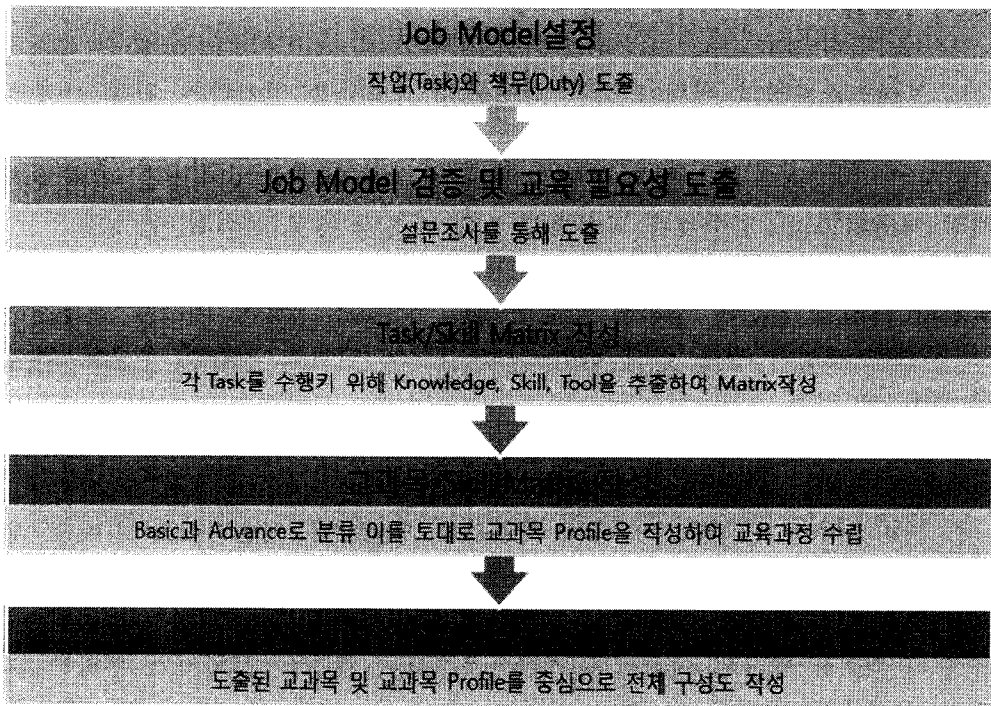 Job Model설정
작업(Task)와 책무(Duty) 도출
Job Model 검증 및 교육 필요성 도출
설문조사를 통해 도출
Task/Skill Matrix 작성
각 Task를 수행키 위해 Knowledge, Skill, Tool을 추출하여 Matrix작성
교과목
Basic과 Advance로 분류 이를 토대로 교과목 Profile을 작성하여 교육과정 수립
도출된 교과목 및 교과목 Profile를 중심으로 전체 구성도 작성